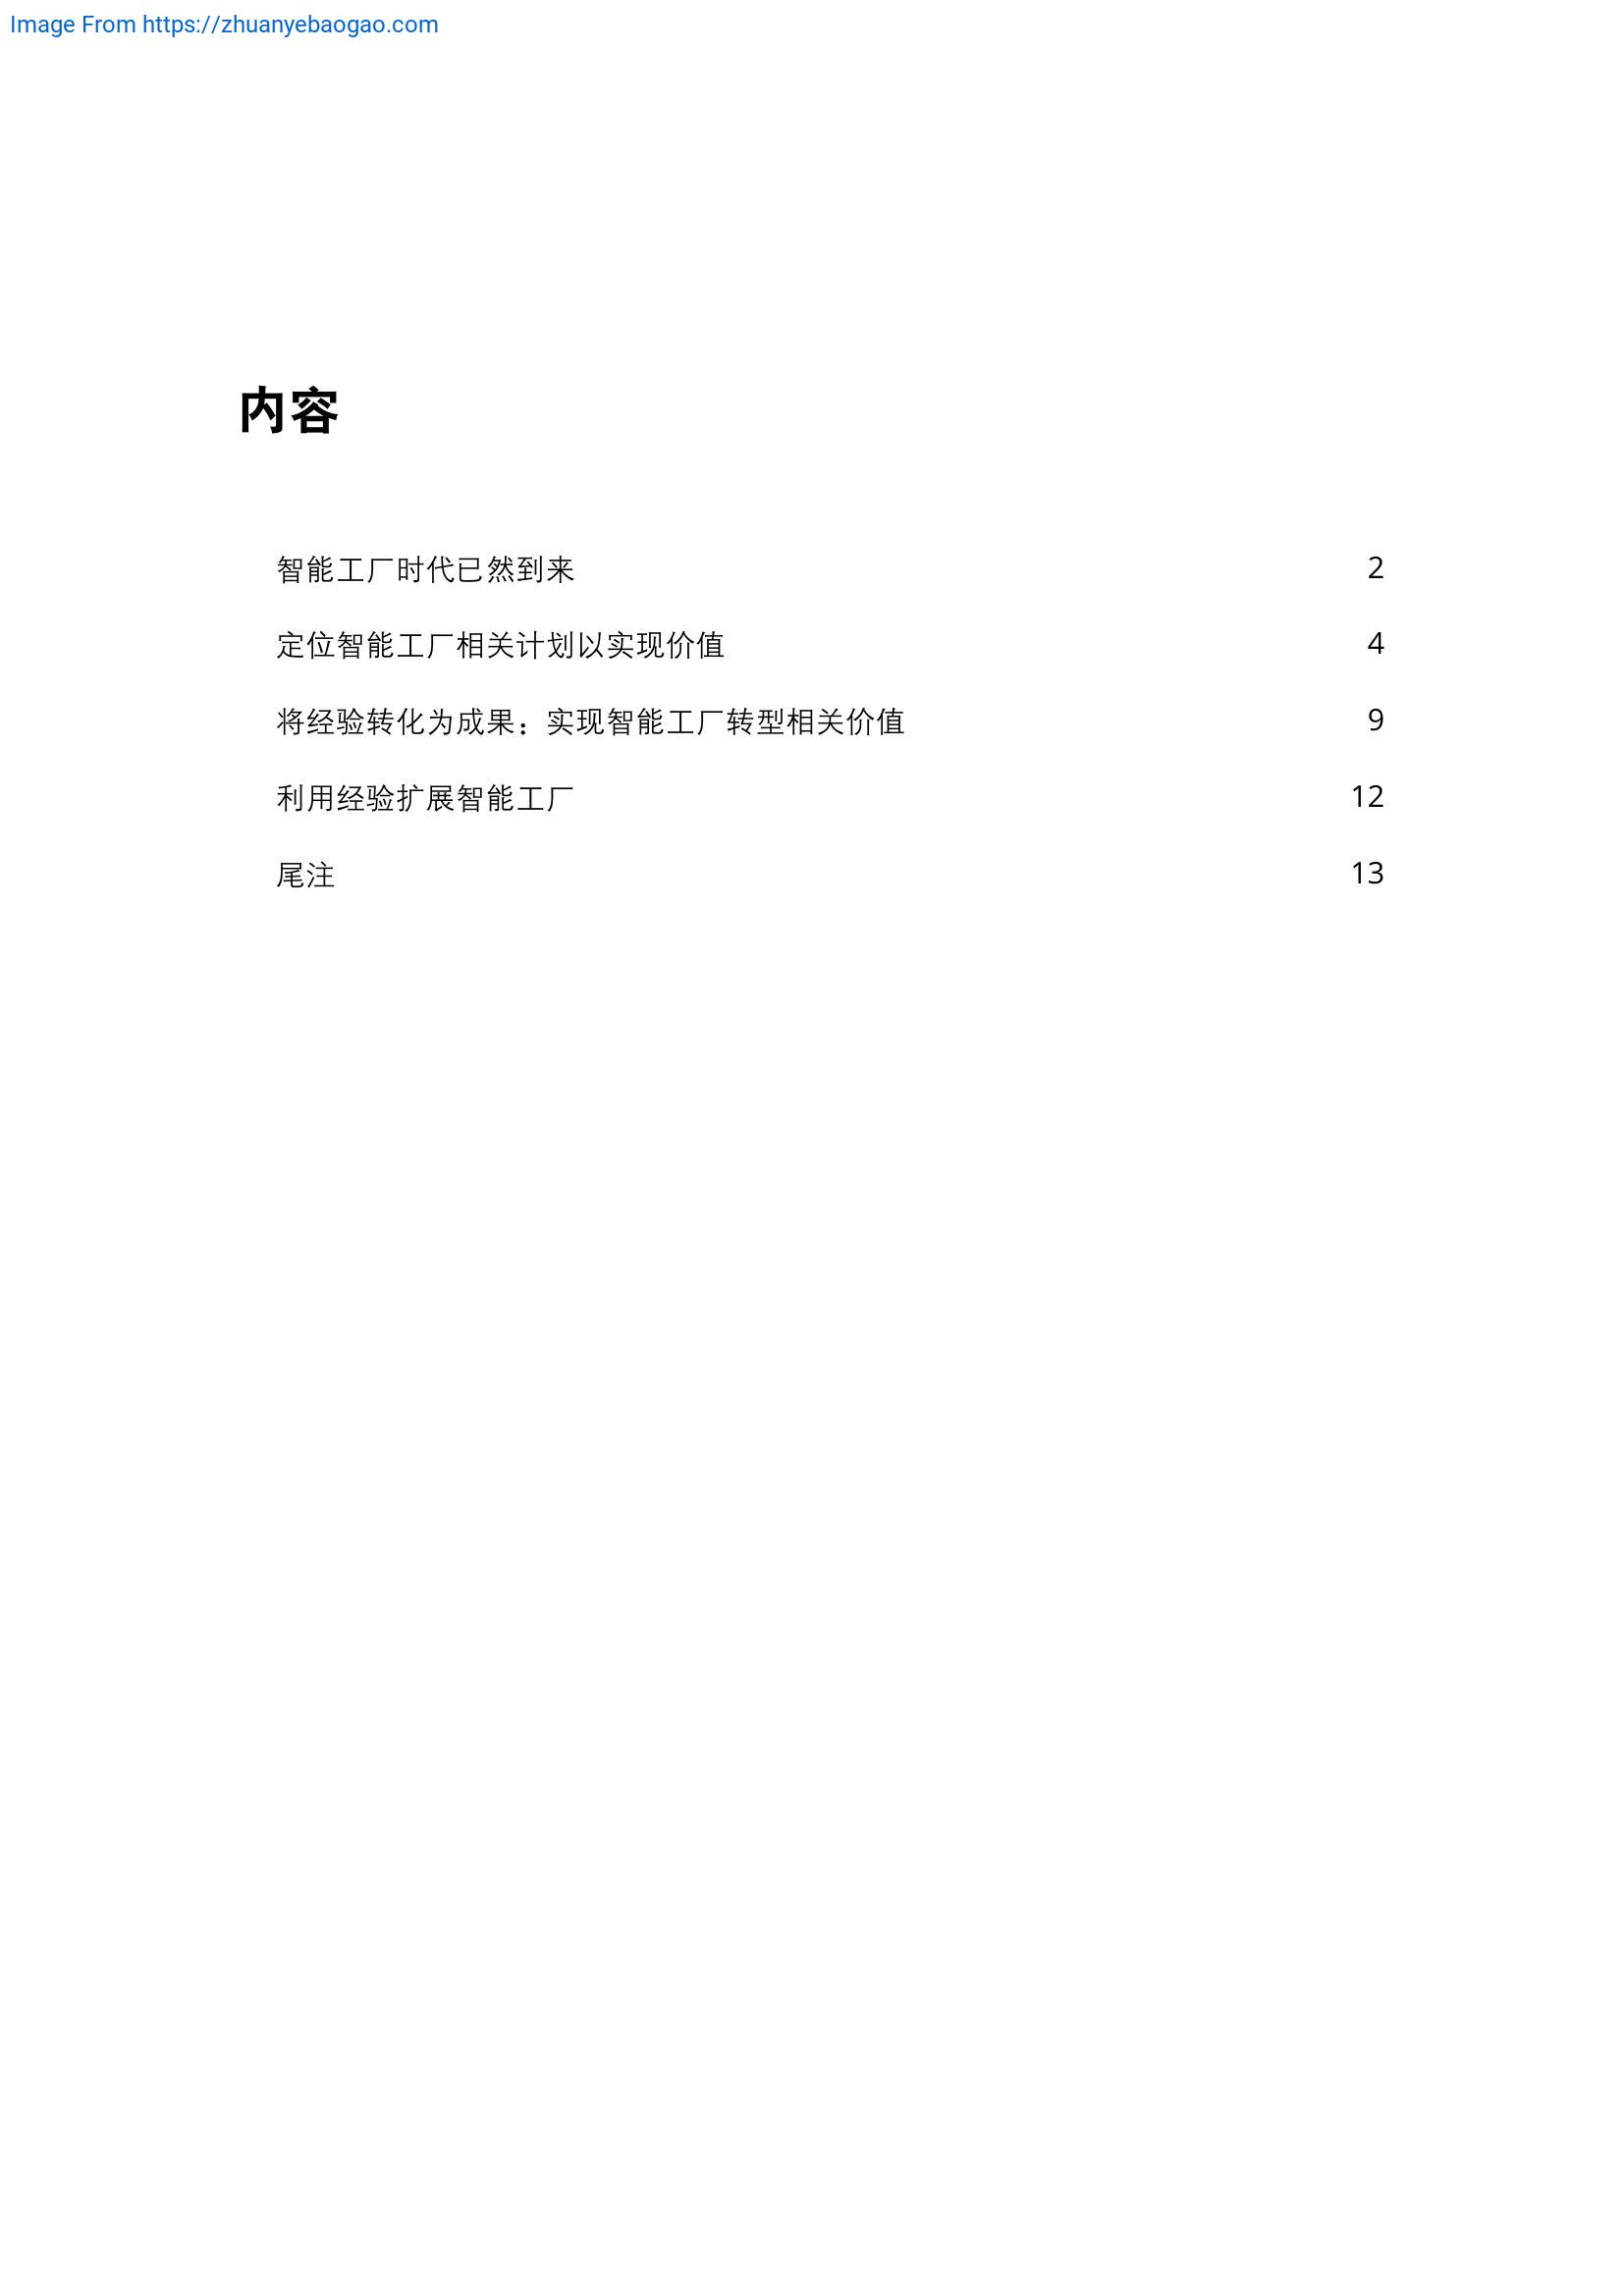 Image From https://zhuanyebaogao.com
内容
智能工厂时代已然到来 2
定位智能工厂相关计划以实现价值 4
将经验转化为成果：实现智能工厂转型相关价值 9
利用经验扩展智能工厂 12
尾注 13